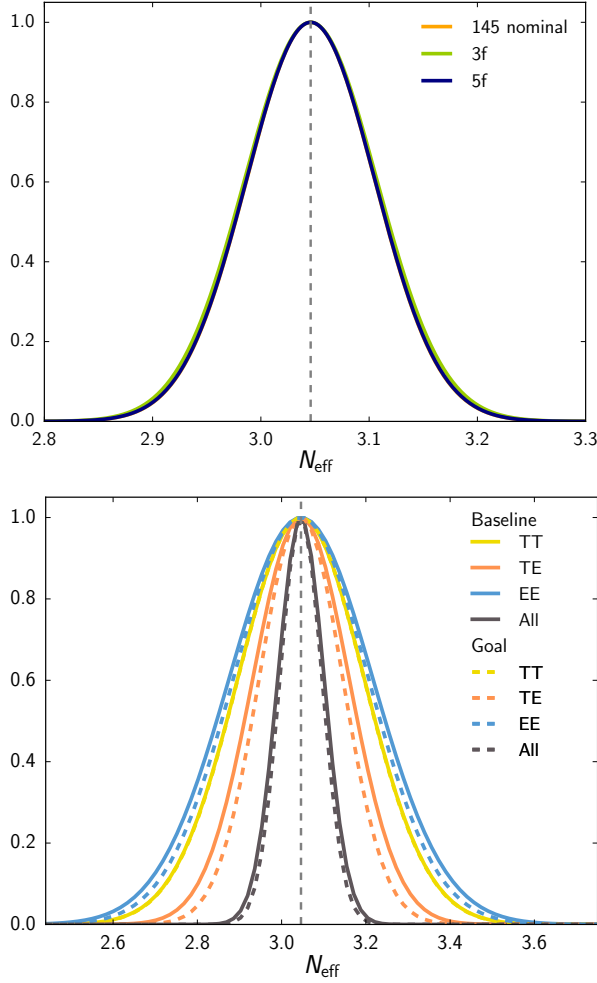 1.0
0.8
0.6
0.4
0.2
0.0
145 nominal
3f
5f
2.8 2.9 3.0 3.1 3.2 3.3
Neff
1.0
0.8
0.6
0.4
0.2
0.0
Baseline
TT
TE
EE
All
Goal
TT
TE
EE
All
2.6 2.8 3.0 3.2 3.4 3.6
Neff